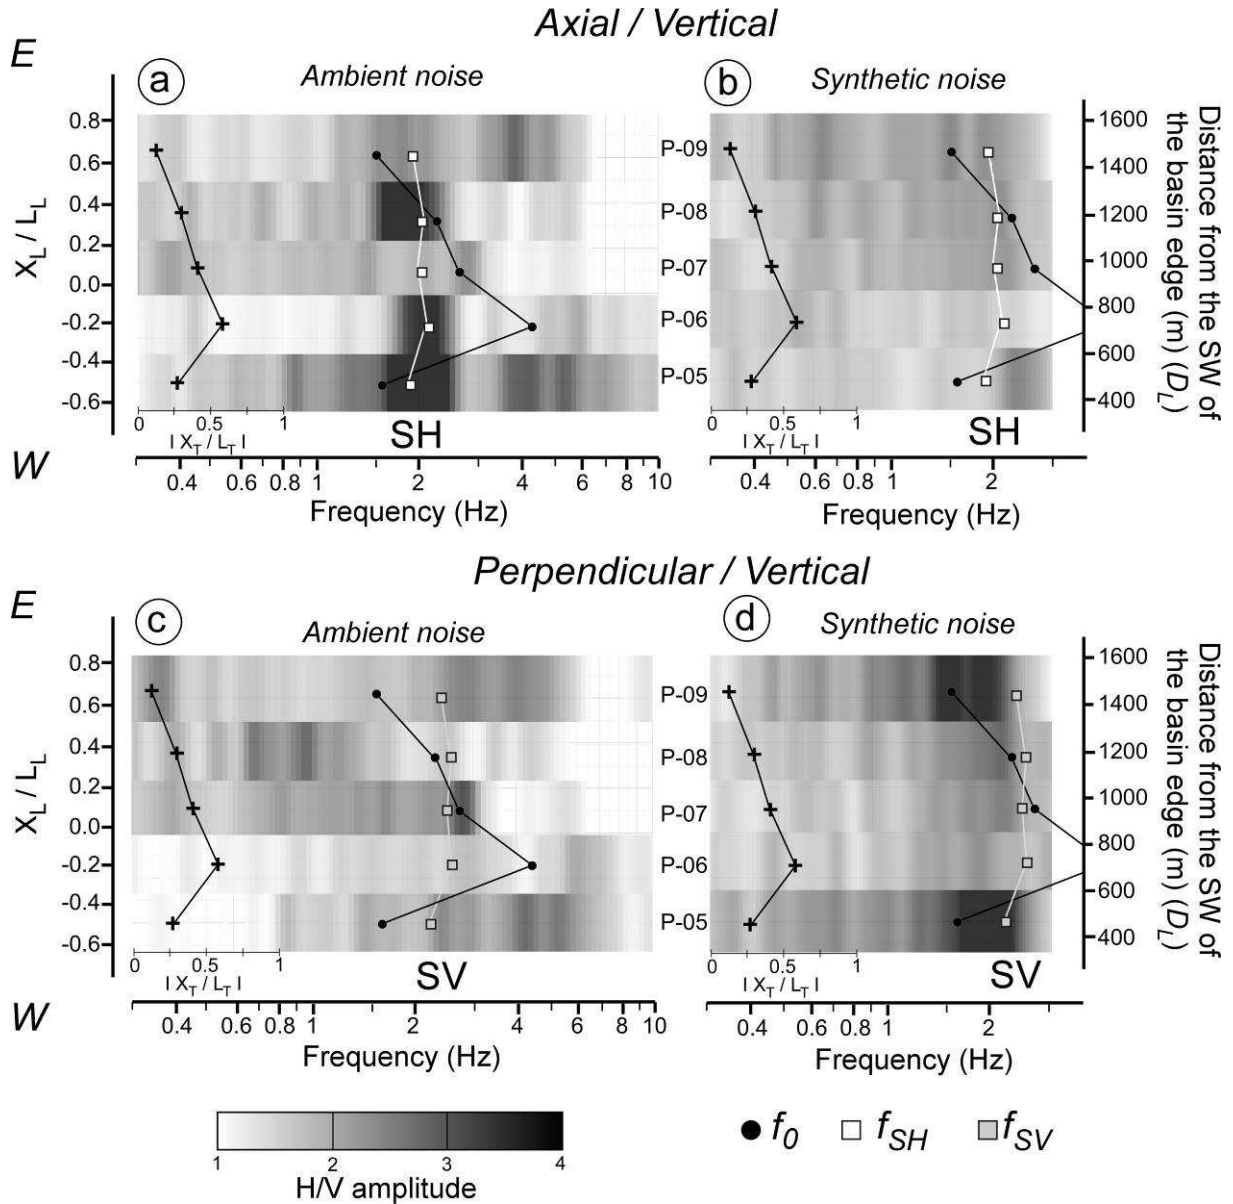 Axial / Vertical
E
a
Ambient noise
b
Synthetic noise
X_L / L_L
0.8
0.6
0.4
0.2
0.0
-0.2
-0.4
-0.6
P-09
P-08
P-07
P-06
P-05
1600
1400
1200
1000
800
600
400
Distance from the SW of
the basin edge (m) (D_L)
0 0.5 1
I X_T / L_T I
SH
0 0.5 1
I X_T / L_T I
SH
W
0.4 0.6 0.8 1 2 4 6 8 10
Frequency (Hz)
0.4 0.6 0.8 1 2
Frequency (Hz)
Perpendicular / Vertical
E
c
Ambient noise
d
Synthetic noise
X_L / L_L
0.8
0.6
0.4
0.2
0.0
-0.2
-0.4
-0.6
P-09
P-08
P-07
P-06
P-05
1600
1400
1200
1000
800
600
400
Distance from the SW of
the basin edge (m) (D_L)
0 0.5 1
I X_T / L_T I
SV
0 0.5 1
I X_T / L_T I
SV
W
0.4 0.6 0.8 1 2 4 6 8 10
Frequency (Hz)
0.4 0.6 0.8 1 2
Frequency (Hz)
1 2 3 4
H/V amplitude
f_0 f_SH f_SV